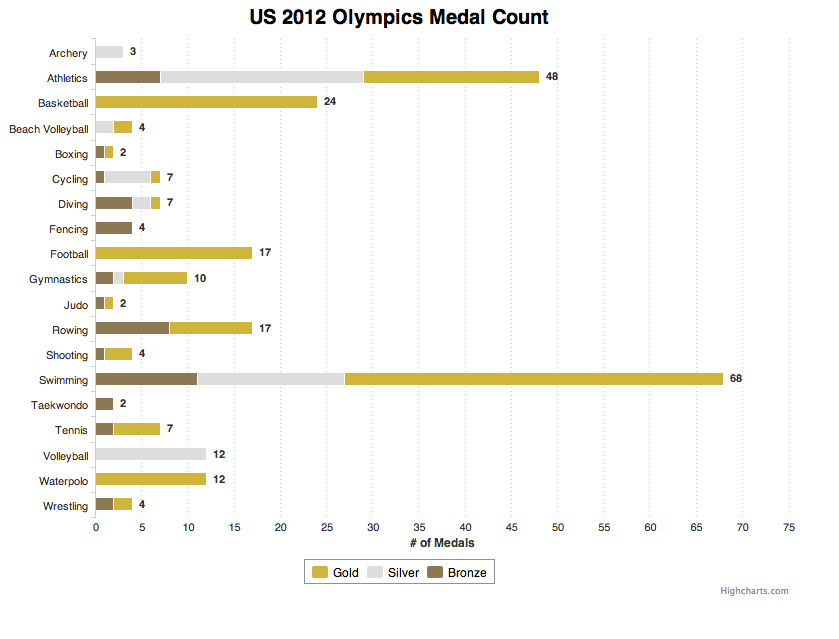 US 2012 Olympics Medal Count
Archery 3
Athletics 48
Basketball 24
Beach Volleyball 4
Boxing 2
Cycling 7
Diving 7
Fencing 4
Football 17
Gymnastics 10
Judo 2
Rowing 17
Shooting 4
Swimming 68
Taekwondo 2
Tennis 7
Volleyball 12
Waterpolo 12
Wrestling 4
0 5 10 15 20 25 30 35 40 45 50 55 60 65 70 75
# of Medals
Gold Silver Bronze
Highcharts.com